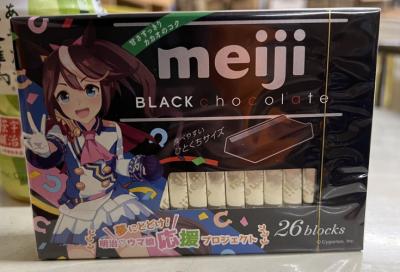 甘さすっきり
カカオのコク
meiji
BLACK chocolate
食べやすい
ひとくちサイズ
夢にとどけ!
明治×ウマ娘 応援 プロジェクト
26 blocks
©Cygames, Inc.